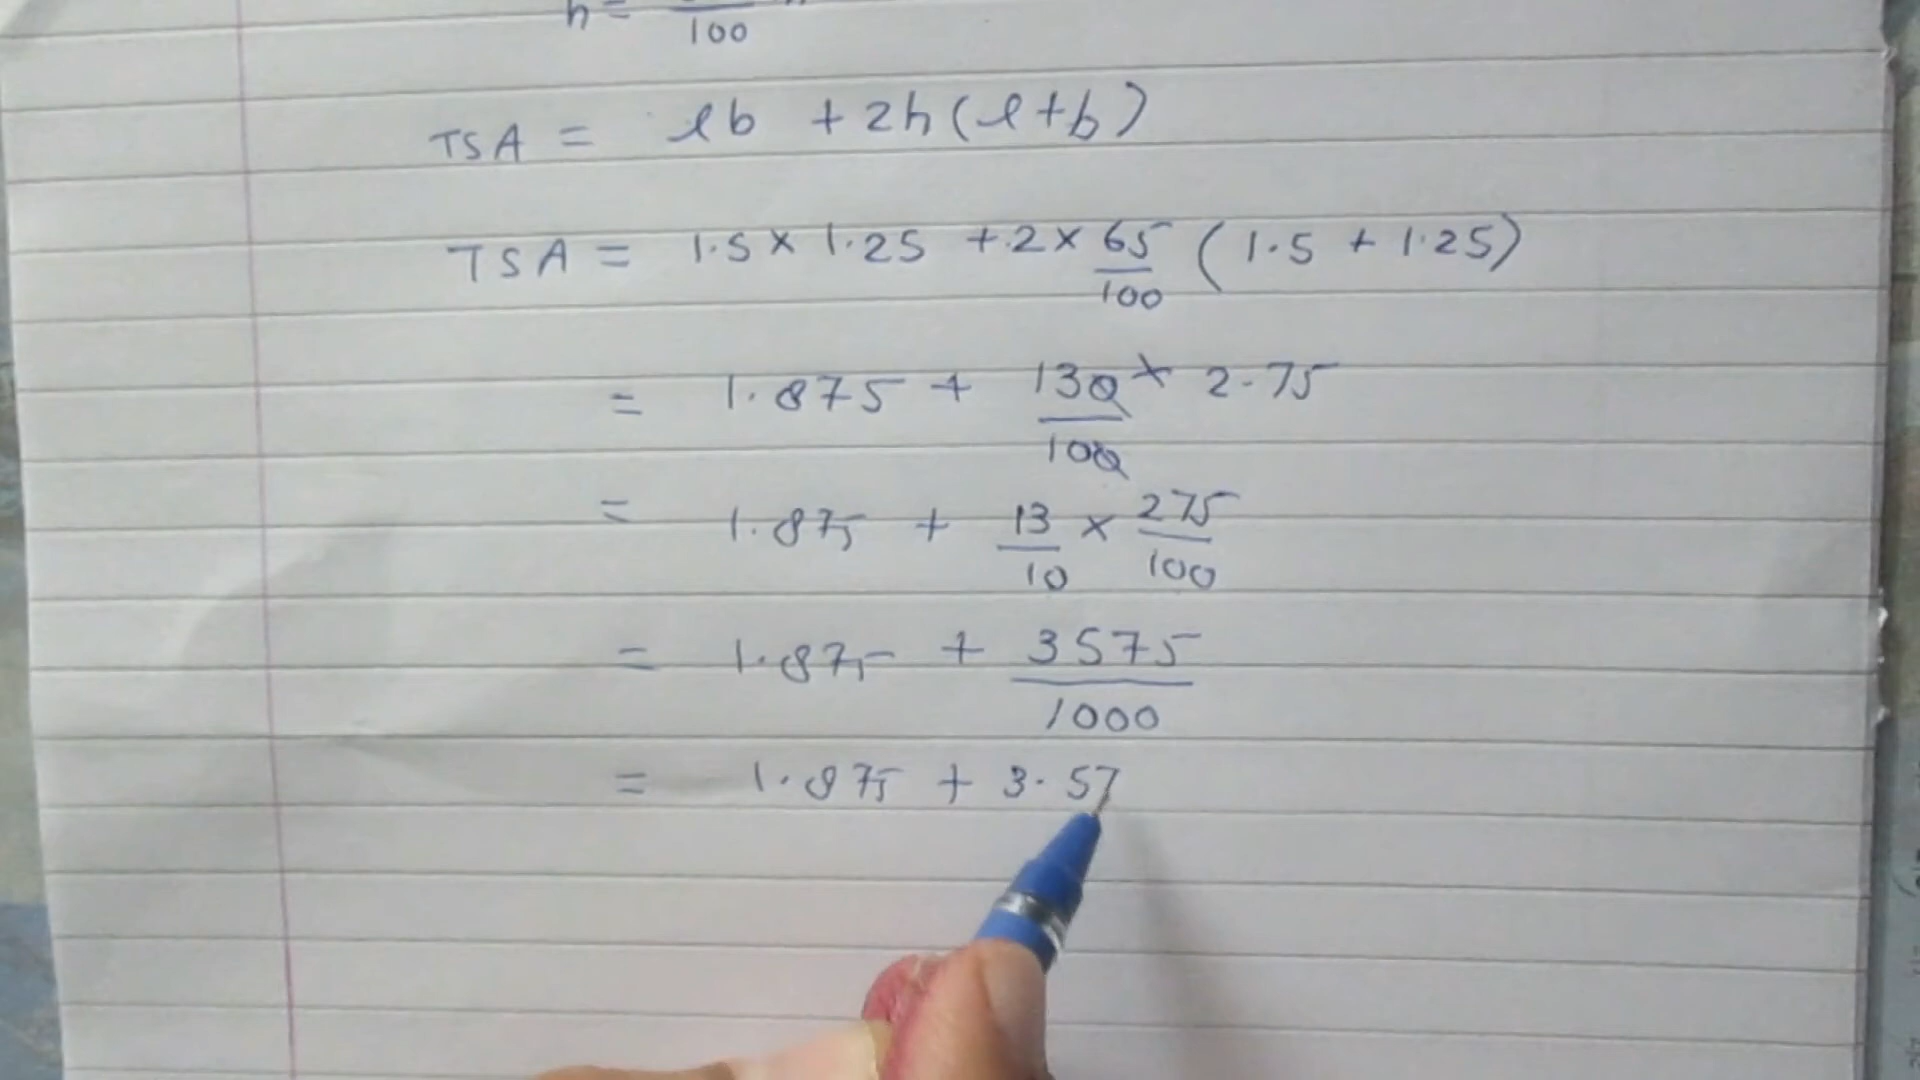 h = 100
TSA = lb + 2h(l+b)
TSA = 1.5 × 1.25 + 2 × 65/100 (1.5 + 1.25)
= 1.875 + 130/100 × 2.75
= 1.875 + 13/10 × 275/100
= 1.875 + 3575/1000
= 1.875 + 3.57